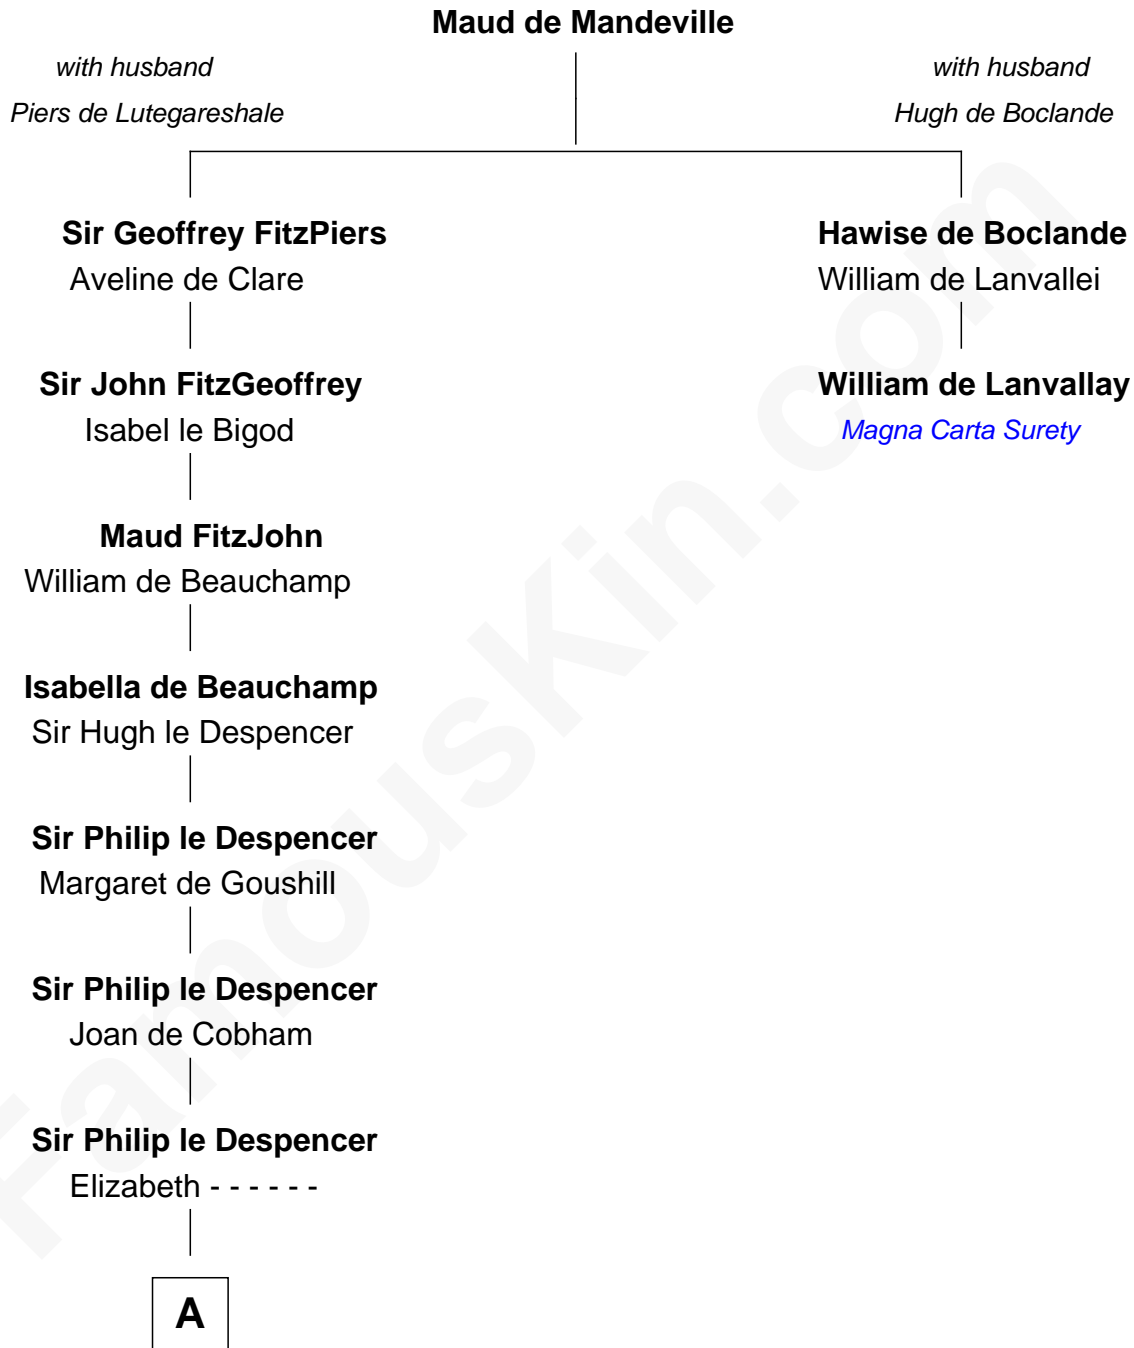 Maud de Mandeville
with husband
Piers de Lutegareshale
with husband
Hugh de Boclande
Sir Geoffrey FitzPiers
Aveline de Clare
Hawise de Boclande
William de Lanvallei
Sir John FitzGeoffrey
Isabel le Bigod
William de Lanvallay
Magna Carta Surety
Maud FitzJohn
William de Beauchamp
Isabella de Beauchamp
Sir Hugh le Despencer
Sir Philip le Despencer
Margaret de Goushill
Sir Philip le Despencer
Joan de Cobham
Sir Philip le Despencer
Elizabeth - - - - - -
A
FamousKin.com